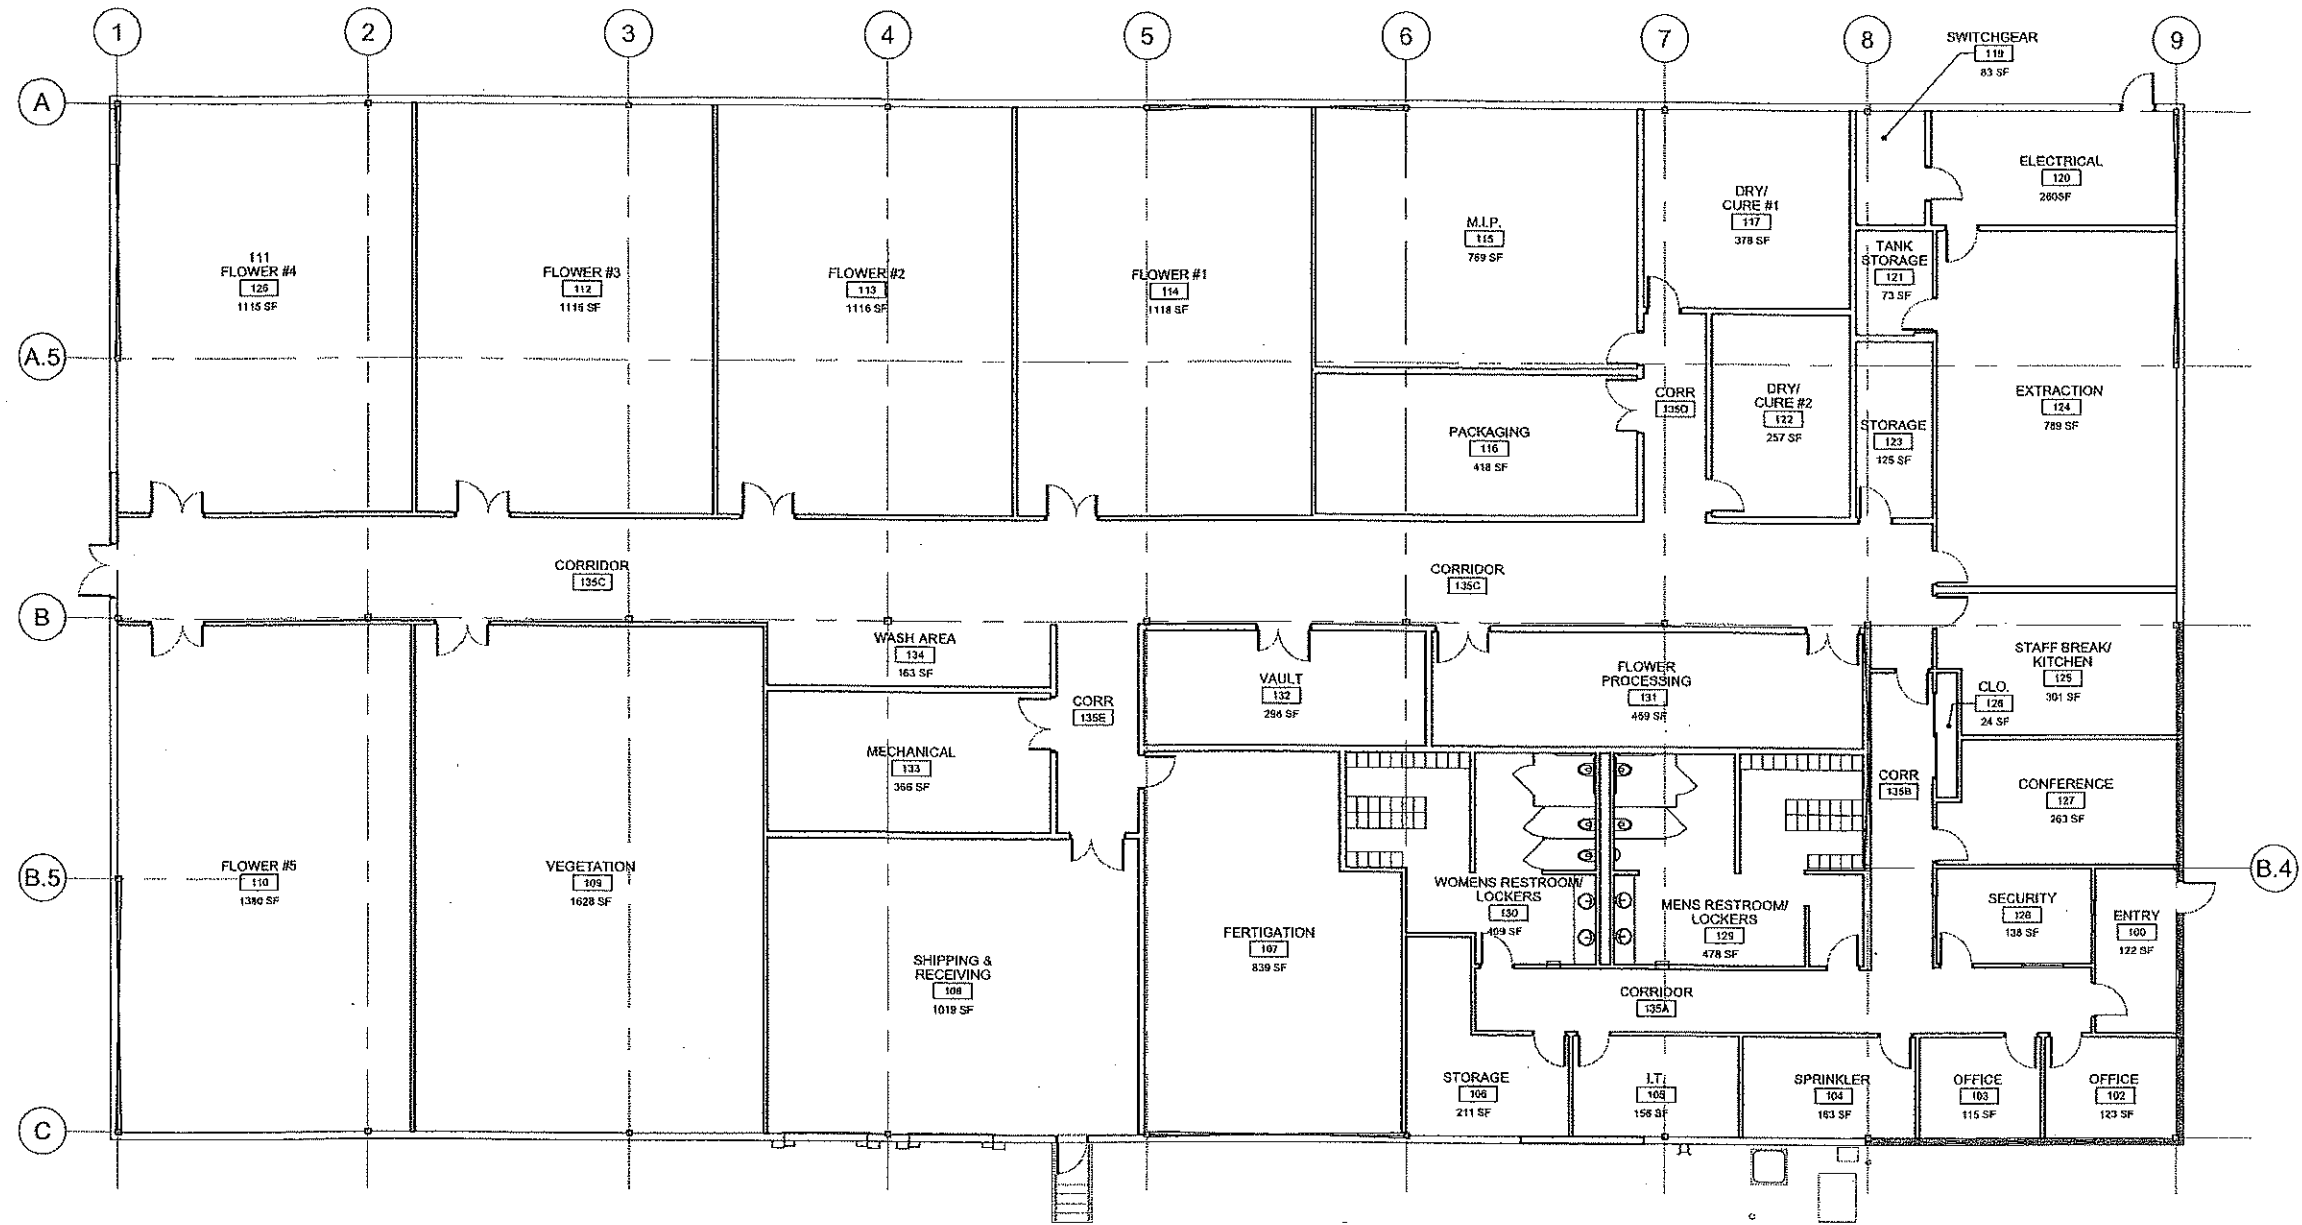 1
2
3
4
5
6
7
8
9
SWITCHGEAR
119
83 SF
A
ELECTRICAL
120
260SF
DRY/
CURE #1
117
378 SF
M.I.P.
115
769 SF
TANK
STORAGE
121
73 SF
111
FLOWER #4
126
1115 SF
FLOWER #3
112
1115 SF
FLOWER #2
113
1116 SF
FLOWER #1
114
1118 SF
A.5
CORR
135D
DRY/
CURE #2
122
257 SF
EXTRACTION
124
789 SF
PACKAGING
116
418 SF
STORAGE
123
125 SF
CORRIDOR
135C
CORRIDOR
135C
B
WASH AREA
134
163 SF
VAULT
132
296 SF
FLOWER
PROCESSING
131
459 SF
STAFF BREAK/
KITCHEN
125
301 SF
CLO.
126
24 SF
CORR
135E
MECHANICAL
133
366 SF
CORR
135B
CONFERENCE
127
263 SF
B.5
FLOWER #5
110
1380 SF
VEGETATION
109
1628 SF
B.4
WOMENS RESTROOM/
LOCKERS
130
409 SF
MENS RESTROOM/
LOCKERS
129
478 SF
SECURITY
128
138 SF
ENTRY
100
122 SF
FERTIGATION
107
839 SF
SHIPPING &
RECEIVING
108
1019 SF
CORRIDOR
135A
STORAGE
106
211 SF
I.T.
105
156 SF
SPRINKLER
104
163 SF
OFFICE
103
115 SF
OFFICE
102
123 SF
C